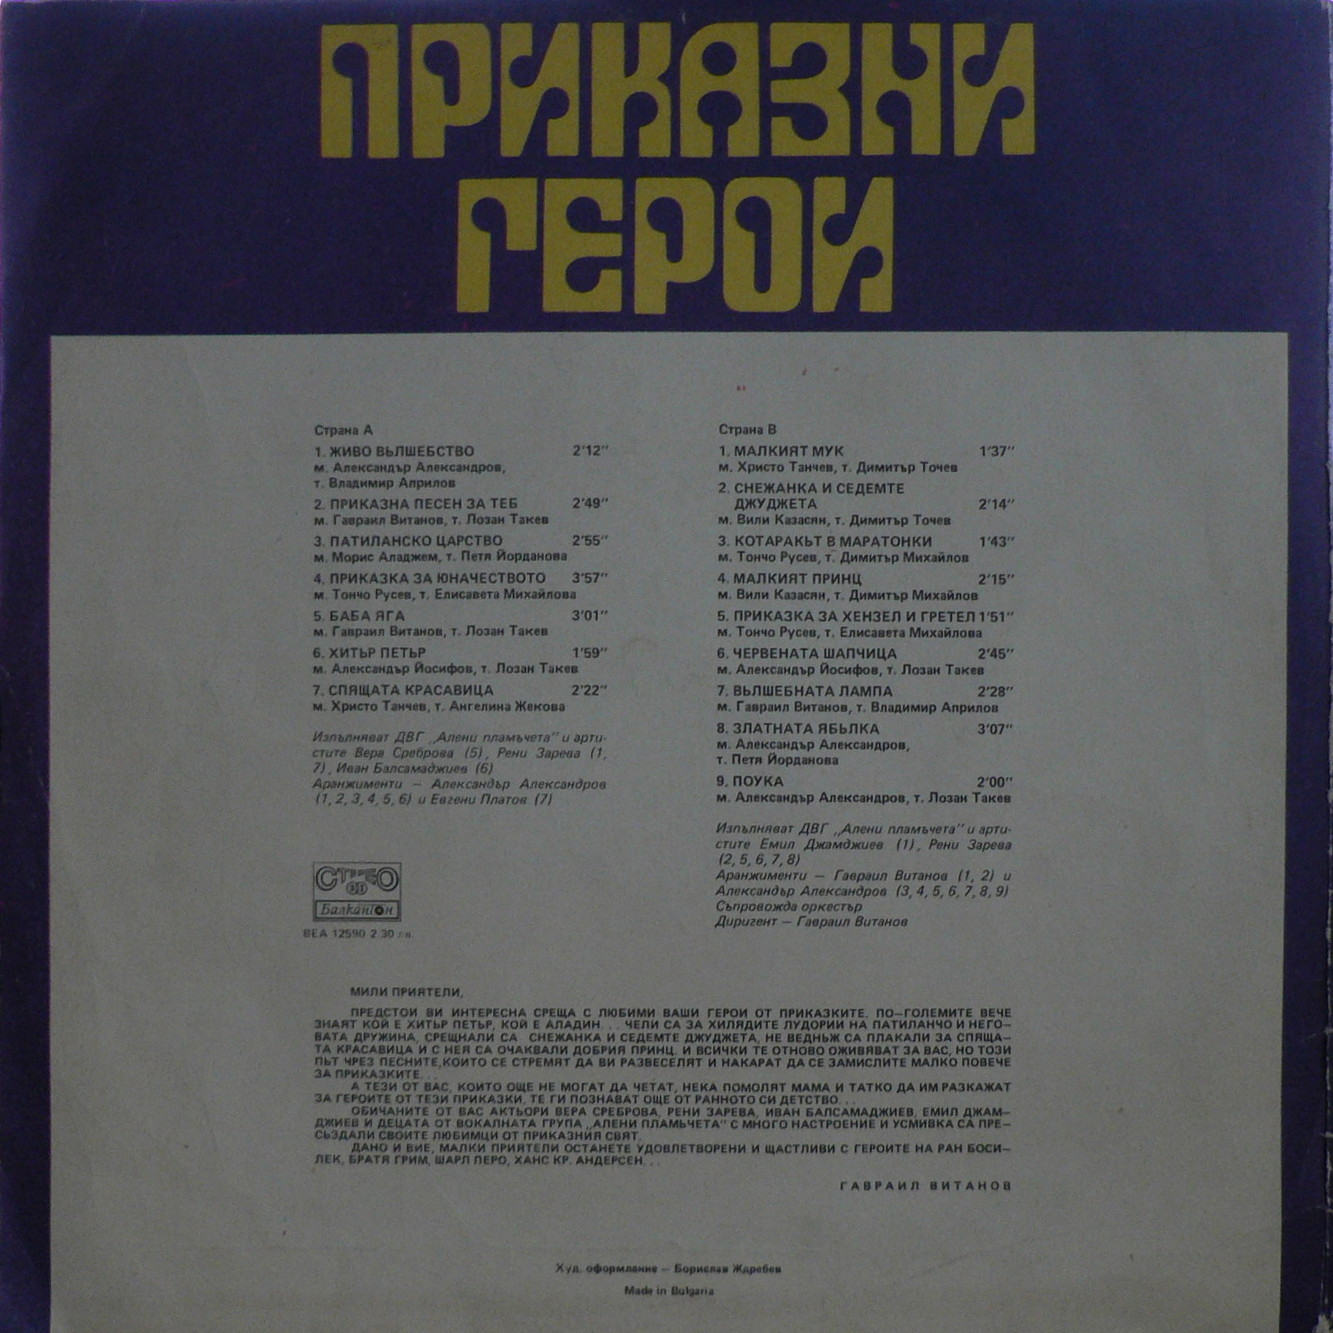 ПРИКАЗНИ
ГЕРОИ
Страна А
1. ЖИВО ВЪЛШЕБСТВО 2'12"
м. Александър Александров,
т. Владимир Априлов
2. ПРИКАЗНА ПЕСЕН ЗА ТЕБ 2'49"
м. Гавраил Витанов, т. Лозан Такев
3. ПАТИЛАНСКО ЦАРСТВО 2'55"
м. Морис Аладжем, т. Петя Йорданова
4. ПРИКАЗКА ЗА ЮНАЧЕСТВОТО 3'57"
м. Тончо Русев, т. Елисавета Михайлова
5. БАБА ЯГА 3'01"
м. Гавраил Витанов, т. Лозан Такев
6. ХИТЪР ПЕТЪР 1'59"
м. Александър Йосифов, т. Лозан Такев
7. СПЯЩАТА КРАСАВИЦА 2'22"
м. Христо Танчев, т. Ангелина Жекова
Изпълняват ДВГ „Алени пламъчета" и арти-
стите Вера Среброва (5), Рени Зарева (1,
7), Иван Балсамаджиев (6)
Аранжименти — Александър Александров
(1, 2, 3, 4, 5, 6) и Евгени Платов (7)
СТЕРЕО
Балкантон
ВЕА 12590 2.30 лв.
Страна В
1. МАЛКИЯТ МУК 1'37"
м. Христо Танчев, т. Димитър Точев
2. СНЕЖАНКА И СЕДЕМТЕ
ДЖУДЖЕТА 2'14"
м. Вили Казасян, т. Димитър Точев
3. КОТАРАКЪТ В МАРАТОНКИ 1'43"
м. Тончо Русев, т. Димитър Михайлов
4. МАЛКИЯТ ПРИНЦ 2'15"
м. Вили Казасян, т. Димитър Михайлов
5. ПРИКАЗКА ЗА ХЕНЗЕЛ И ГРЕТЕЛ 1'51"
м. Тончо Русев, т. Елисавета Михайлова
6. ЧЕРВЕНАТА ШАПЧИЦА 2'45"
м. Александър Йосифов, т. Лозан Такев
7. ВЪЛШЕБНАТА ЛАМПА 2'28"
м. Гавраил Витанов, т. Владимир Априлов
8. ЗЛАТНАТА ЯБЪЛКА 3'07"
м. Александър Александров,
т. Петя Йорданова
9. ПОУКА 2'00"
м. Александър Александров, т. Лозан Такев
Изпълняват ДВГ „Алени пламъчета" и арти-
стите Емил Джамджиев (1), Рени Зарева
(2, 5, 6, 7, 8)
Аранжименти — Гавраил Витанов (1, 2) и
Александър Александров (3, 4, 5, 6, 7, 8, 9)
Съпровожда оркестър
Диригент — Гавраил Витанов
МИЛИ ПРИЯТЕЛИ,
ПРЕДСТОИ ВИ ИНТЕРЕСНА СРЕЩА С ЛЮБИМИ ВАШИ ГЕРОИ ОТ ПРИКАЗКИТЕ. ПО—ГОЛЕМИТЕ ВЕЧЕ
ЗНАЯТ КОЙ Е ХИТЪР ПЕТЪР, КОЙ Е АЛАДИН... ЧЕЛИ СА ЗА ХИЛЯДИТЕ ЛУДОРИИ НА ПАТИЛАНЧО И НЕГО—
ВАТА ДРУЖИНА, СРЕЩНАЛИ СА СНЕЖАНКА И СЕДЕМТЕ ДЖУДЖЕТА, НЕ ВЕДНЪЖ СА ПЛАКАЛИ ЗА СПЯЩА—
ТА КРАСАВИЦА И С НЕЯ СА ОЧАКВАЛИ ДОБРИЯ ПРИНЦ. И ВСИЧКИ ТЕ ОТНОВО ОЖИВЯВАТ ЗА ВАС, НО ТОЗИ
ПЪТ ЧРЕЗ ПЕСНИТЕ,КОИТО СЕ СТРЕМЯТ ДА ВИ РАЗВЕСЕЛЯТ И НАКАРАТ ДА СЕ ЗАМИСЛИТЕ МАЛКО ПОВЕЧЕ
ЗА ПРИКАЗКИТЕ...
А ТЕЗИ ОТ ВАС, КОИТО ОЩЕ НЕ МОГАТ ДА ЧЕТАТ, НЕКА ПОМОЛЯТ МАМА И ТАТКО ДА ИМ РАЗКАЖАТ
ЗА ГЕРОИТЕ ОТ ТЕЗИ ПРИКАЗКИ, ТЕ ГИ ПОЗНАВАТ ОЩЕ ОТ РАННОТО СИ ДЕТСТВО...
ОБИЧАНИТЕ ОТ ВАС АКТЬОРИ ВЕРА СРЕБРОВА, РЕНИ ЗАРЕВА, ИВАН БАЛСАМАДЖИЕВ, ЕМИЛ ДЖАМ—
ДЖИЕВ И ДЕЦАТА ОТ ВОКАЛНАТА ГРУПА „АЛЕНИ ПЛАМЪЧЕТА" С МНОГО НАСТРОЕНИЕ И УСМИВКА СА ПРЕ—
СЪЗДАЛИ СВОИТЕ ЛЮБИМЦИ ОТ ПРИКАЗНИЯ СВЯТ.
ДАНО И ВИЕ, МАЛКИ ПРИЯТЕЛИ ОСТАНЕТЕ УДОВЛЕТВОРЕНИ И ЩАСТЛИВИ С ГЕРОИТЕ НА РАН БОСИ—
ЛЕК, БРАТЯ ГРИМ, ШАРЛ ПЕРО, ХАНС КР. АНДЕРСЕН...
ГАВРАИЛ ВИТАНОВ
Худ. оформление — Борислав Ждребев
Made in Bulgaria